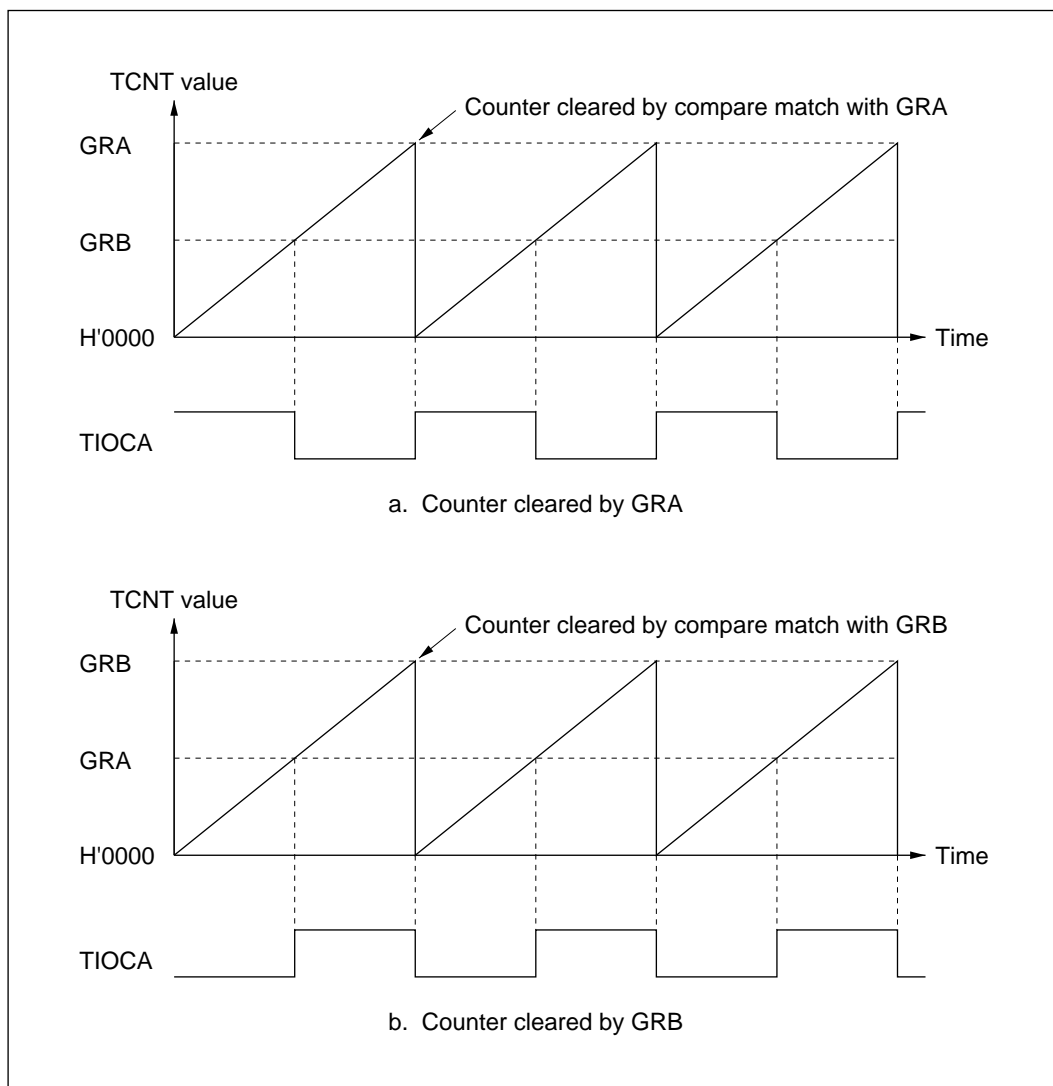 TCNT value
Counter cleared by compare match with GRA
GRA
GRB
H'0000
Time
TIOCA
a. Counter cleared by GRA
TCNT value
Counter cleared by compare match with GRB
GRB
GRA
H'0000
Time
TIOCA
b. Counter cleared by GRB